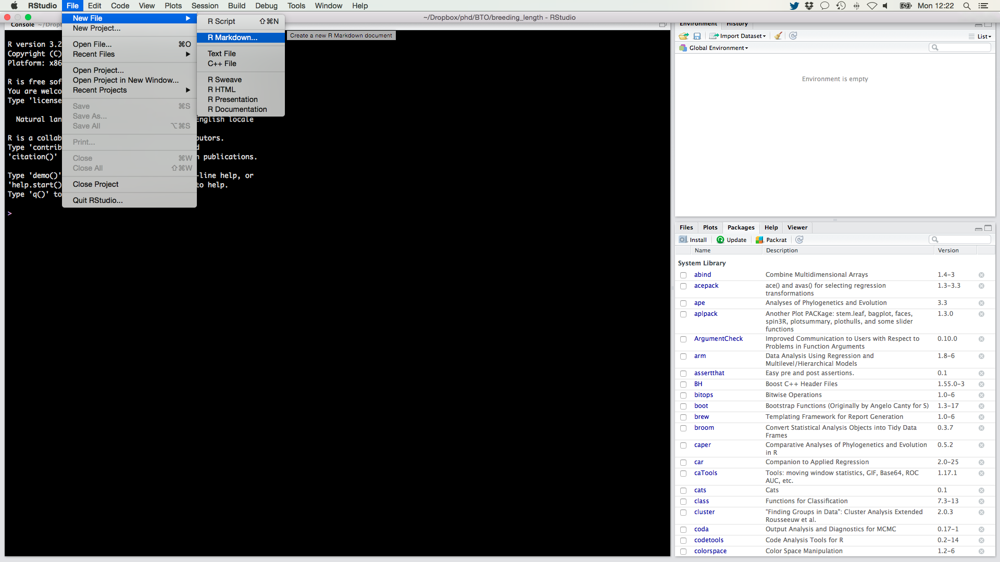 RStudio File Edit Code View Plots Session Build Debug Tools Window Help Mon 12:22
~/Dropbox/phd/BTO/breeding_length - RStudio
New File
New Project...
Open File... ⌘O
Recent Files
Open Project...
Open Project in New Window...
Recent Projects
Save ⌘S
Save As...
Save All ⌥⌘S
Print...
Close ⌘W
Close All ⇧⌘W
Close Project
Quit RStudio...
R Script ⇧⌘N
R Markdown...
Text File
C++ File
R Sweave
R HTML
R Presentation
R Documentation
Create a new R Markdown document
Console ~/Dropt
R version 3.2
Copyright (C)
Platform: x86
R is free sof
You are welco
Type 'license
Natural lan English locale
R is a collab butors.
Type 'contrib d
'citation()' n publications.
Type 'demo()' -line help, or
'help.start() to help.
Type 'q()' to
>
Environment History
Import Dataset List
Global Environment
Environment is empty
Files Plots Packages Help Viewer
Install Update Packrat
Name Description Version
System Library
abind Combine Multidimensional Arrays 1.4-3
acepack ace() and avas() for selecting regression 1.3-3.3
transformations
ape Analyses of Phylogenetics and Evolution 3.3
aplpack Another Plot PACKage: stem.leaf, bagplot, faces, 1.3.0
spin3R, plotsummary, plothulls, and some slider
functions
ArgumentCheck Improved Communication to Users with Respect to 0.10.0
Problems in Function Arguments
arm Data Analysis Using Regression and 1.8-6
Multilevel/Hierarchical Models
assertthat Easy pre and post assertions. 0.1
BH Boost C++ Header Files 1.55.0-3
bitops Bitwise Operations 1.0-6
boot Bootstrap Functions (Originally by Angelo Canty for S) 1.3-17
brew Templating Framework for Report Generation 1.0-6
broom Convert Statistical Analysis Objects into Tidy Data 0.3.7
Frames
caper Comparative Analyses of Phylogenetics and Evolution 0.5.2
in R
car Companion to Applied Regression 2.0-25
caTools Tools: moving window statistics, GIF, Base64, ROC 1.17.1
AUC, etc.
cats Cats 0.1
class Functions for Classification 7.3-13
cluster "Finding Groups in Data": Cluster Analysis Extended 2.0.3
Rousseeuw et al.
coda Output Analysis and Diagnostics for MCMC 0.17-1
codetools Code Analysis Tools for R 0.2-14
colorspace Color Space Manipulation 1.2-6